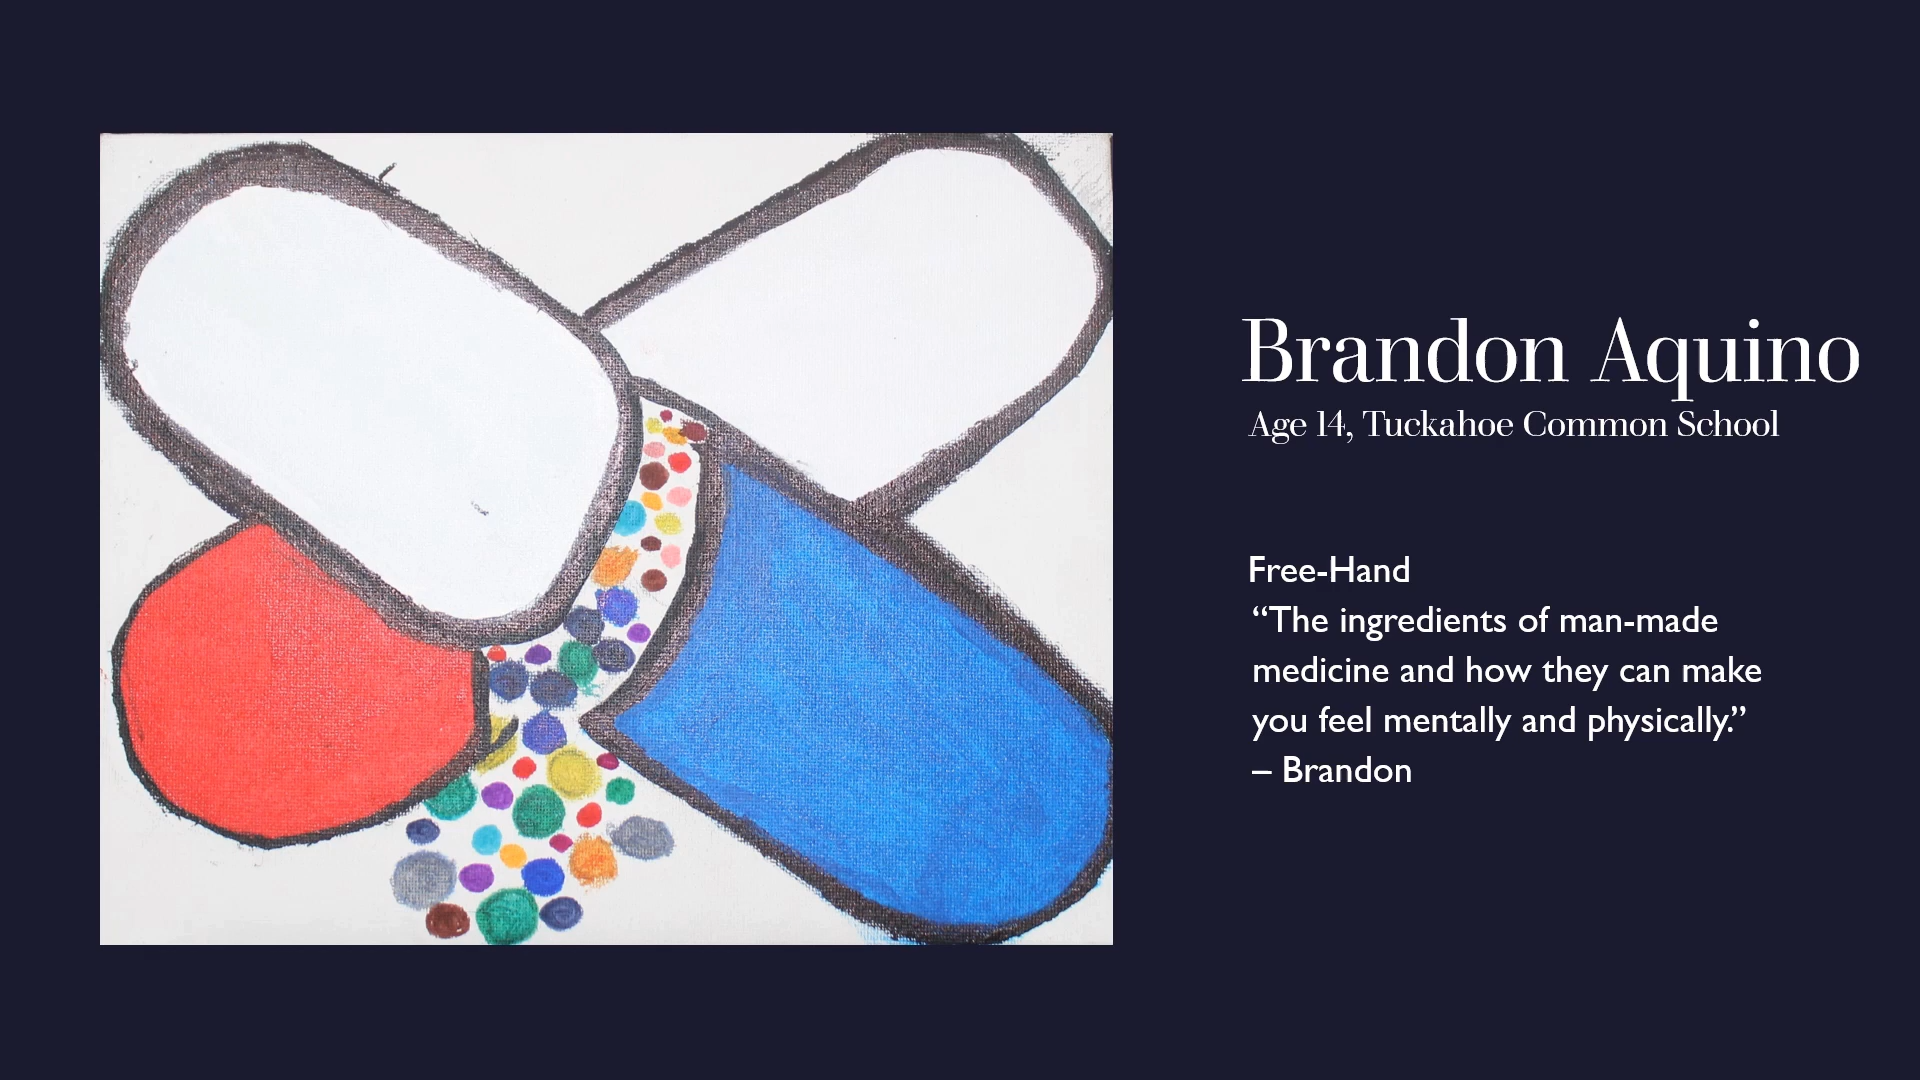 Brandon Aquino
Age 14, Tuckahoe Common School
Free-Hand
“The ingredients of man-made
medicine and how they can make
you feel mentally and physically.”
– Brandon